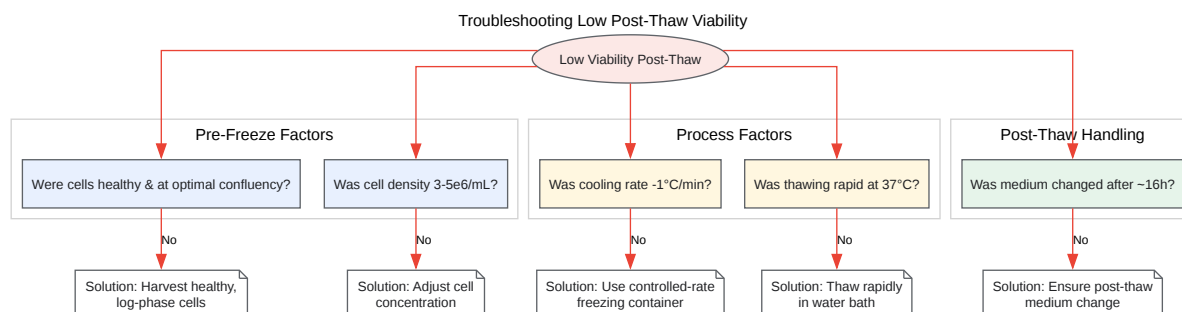 Troubleshooting Low Post-Thaw Viability
Low Viability Post-Thaw
Pre-Freeze Factors
Process Factors
Post-Thaw Handling
Were cells healthy & at optimal confluency?
Was cell density 3-5e6/mL?
Was cooling rate -1°C/min?
Was thawing rapid at 37°C?
Was medium changed after ~16h?
No
No
No
No
No
Solution: Harvest healthy,
log-phase cells
Solution: Adjust cell
concentration
Solution: Use controlled-rate
freezing container
Solution: Thaw rapidly
in water bath
Solution: Ensure post-thaw
medium change